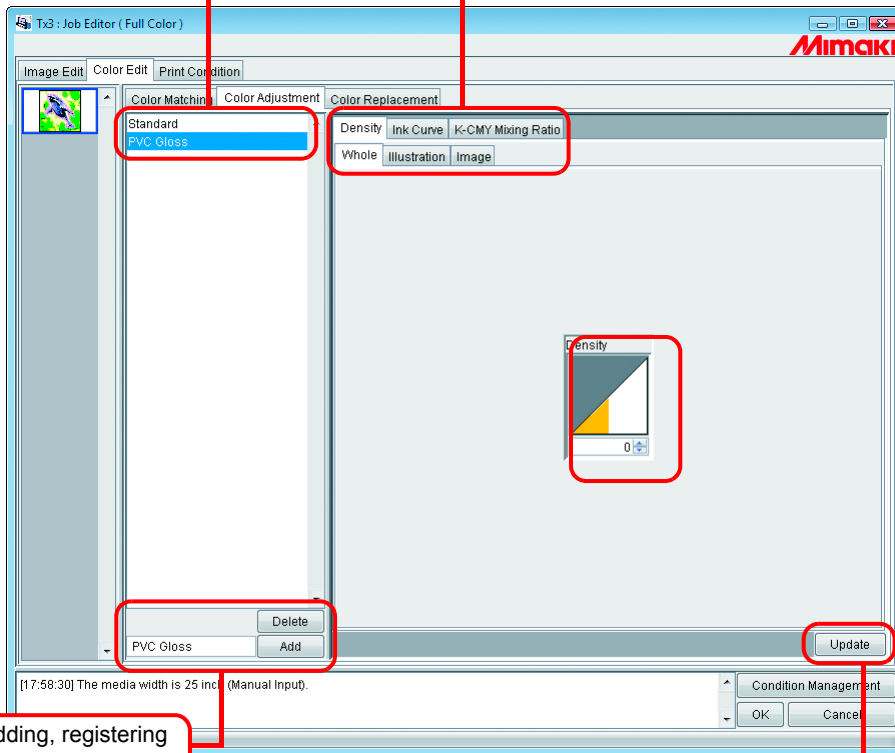 Tx3 : Job Editor ( Full Color )
Mimaki
Image Edit Color Edit Print Condition
Color Matching Color Adjustment Color Replacement
Standard
PVC Gloss
Density Ink Curve K-CMY Mixing Ratio
Whole Illustration Image
Density
0
Delete
PVC Gloss Add
Update
[17:58:30] The media width is 25 inch (Manual Input).
Condition Management
OK Cancel
dding, registering